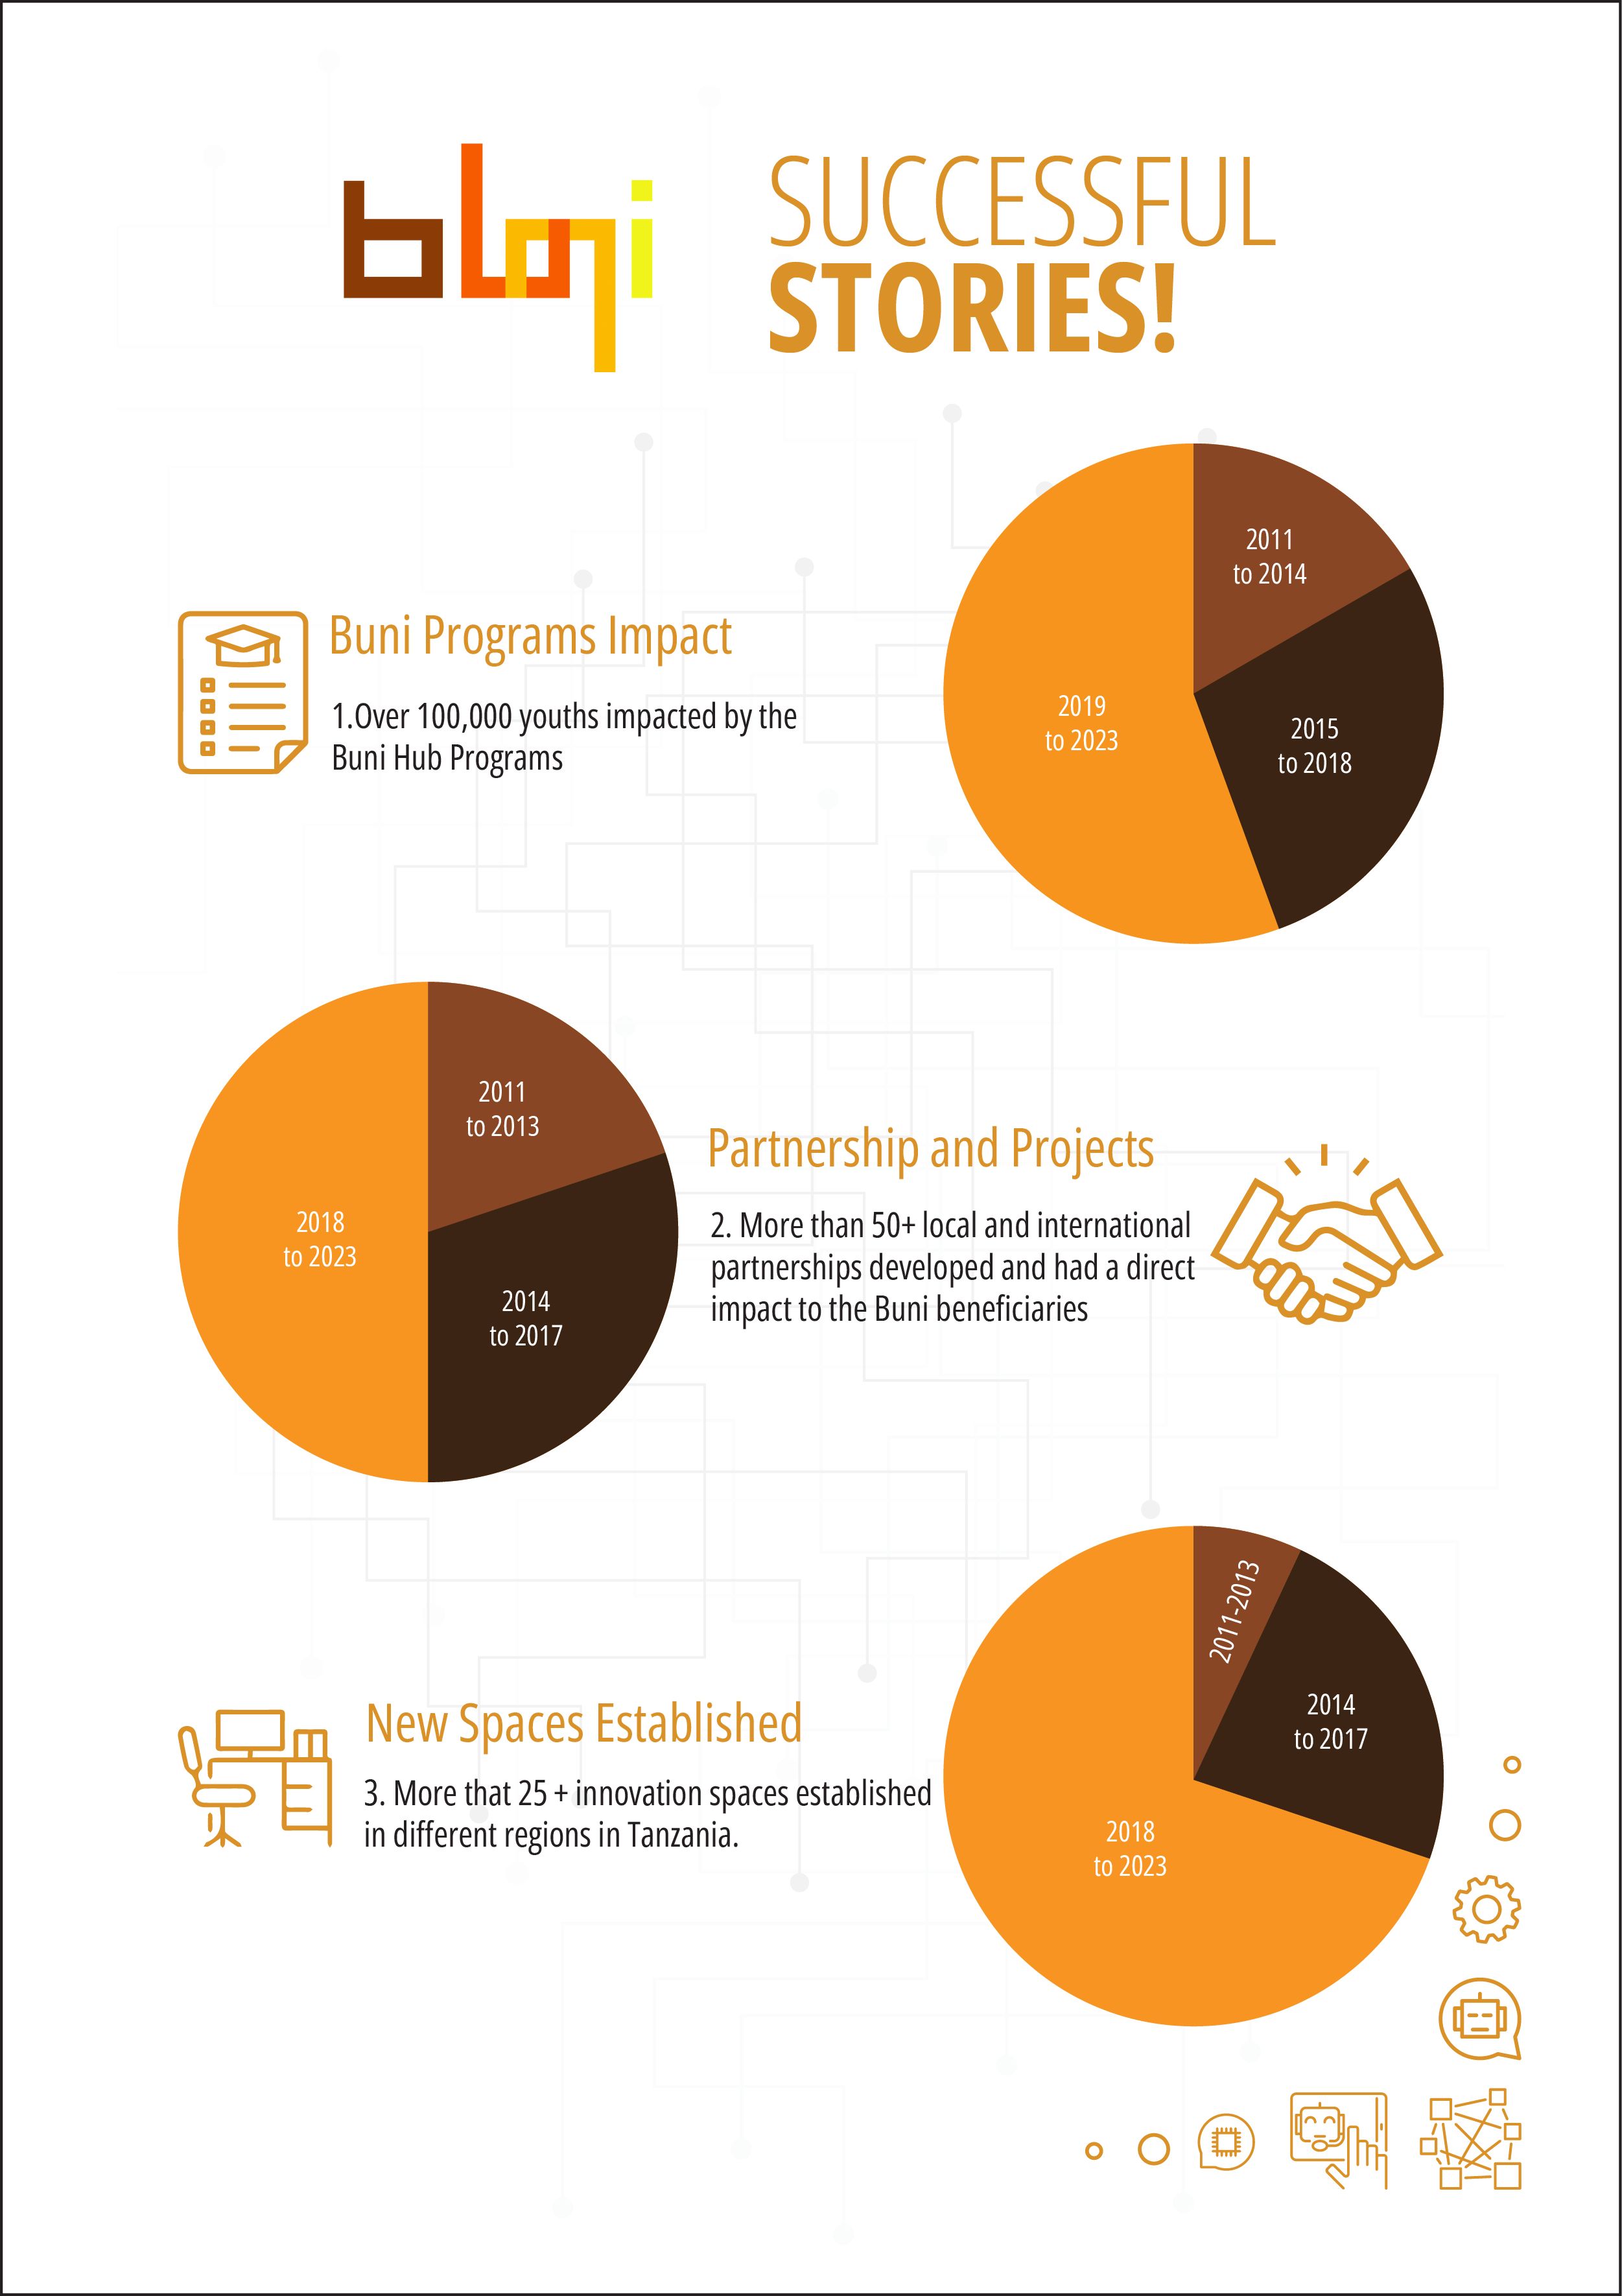 buni
SUCCESSFUL
STORIES!
2011
to 2014
2019
to 2023
2015
to 2018
Buni Programs Impact
1.Over 100,000 youths impacted by the
Buni Hub Programs
2011
to 2013
2018
to 2023
2014
to 2017
Partnership and Projects
2. More than 50+ local and international
partnerships developed and had a direct
impact to the Buni beneficiaries
2011-2013
2014
to 2017
2018
to 2023
New Spaces Established
3. More that 25 + innovation spaces established
in different regions in Tanzania.